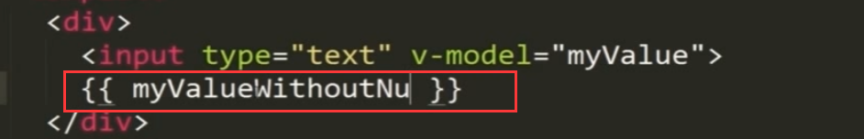 <div>
<input type="text" v-model="myValue">
{{ myValueWithoutNu }}
</div>